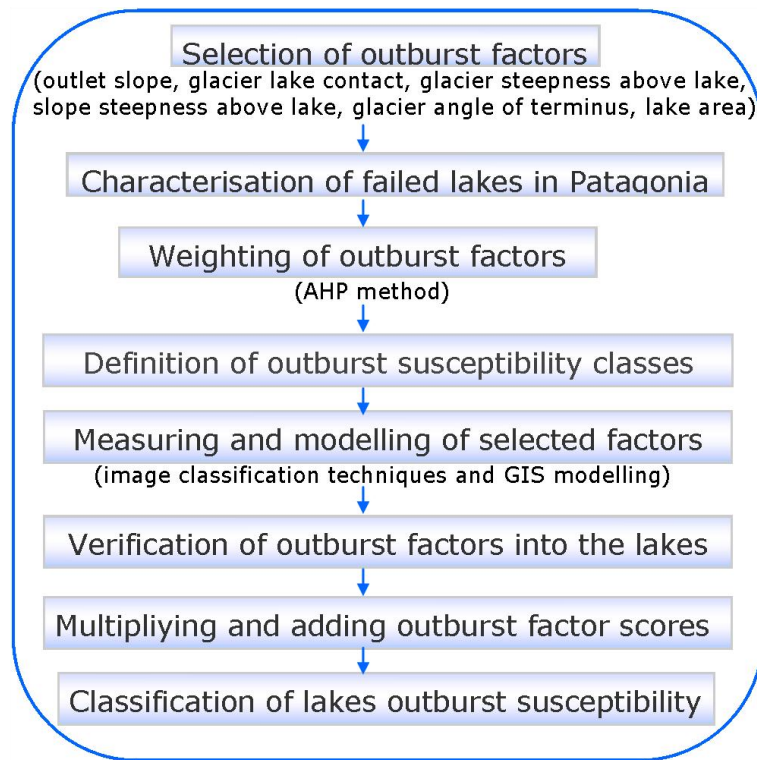 Selection of outburst factors
(outlet slope, glacier lake contact, glacier steepness above lake,
slope steepness above lake, glacier angle of terminus, lake area)
Characterisation of failed lakes in Patagonia
Weighting of outburst factors
(AHP method)
Definition of outburst susceptibility classes
Measuring and modelling of selected factors
(image classification techniques and GIS modelling)
Verification of outburst factors into the lakes
Multipliying and adding outburst factor scores
Classification of lakes outburst susceptibility